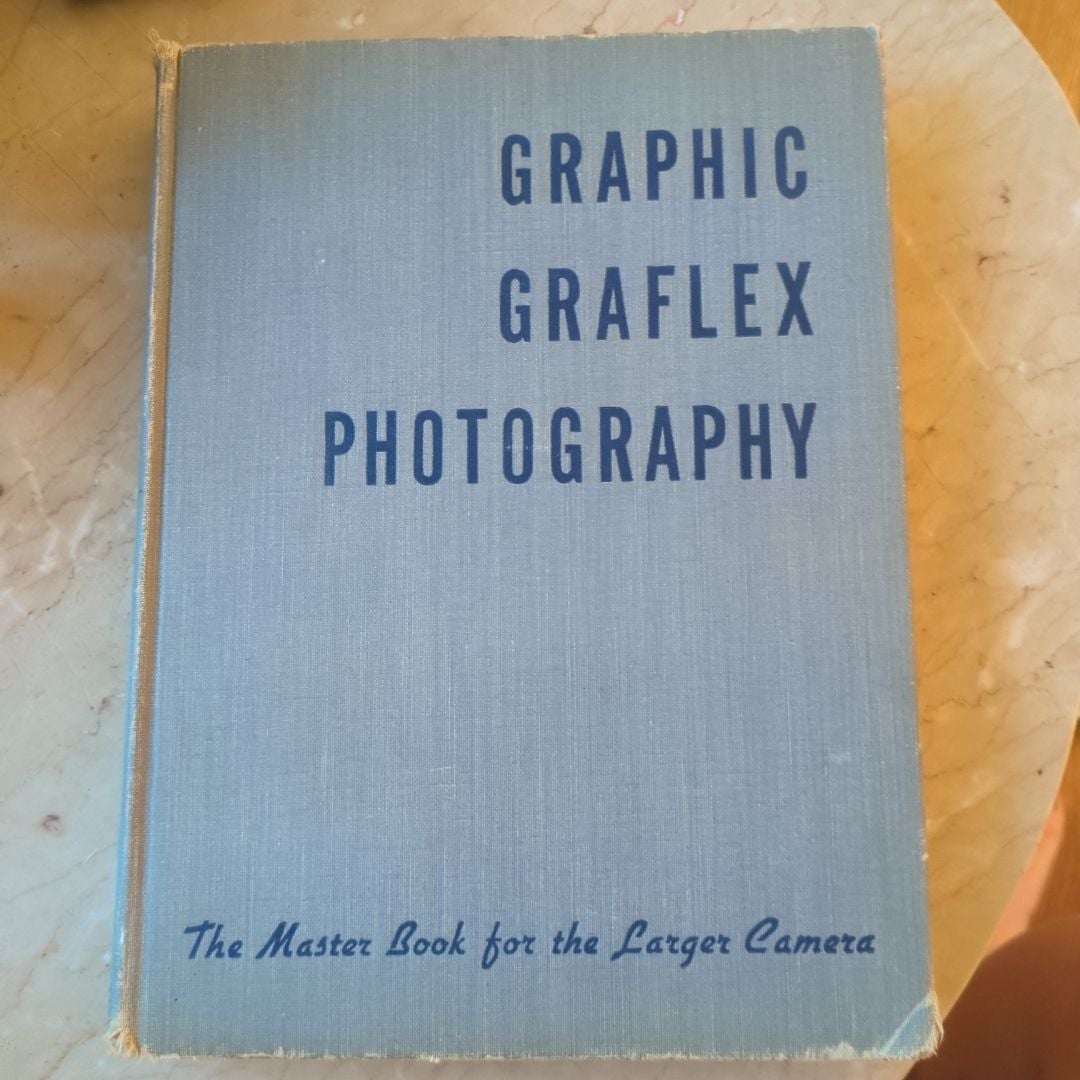 GRAPHIC
GRAFLEX
PHOTOGRAPHY
The Master Book for the Larger Camera